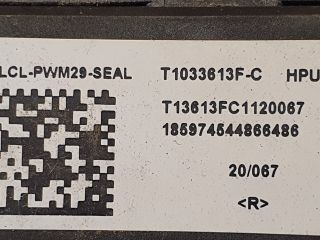 LCL-PWM29-SEAL T1033613F-C HPU
T13613FC1120067
185974544866486
20/067
<R>